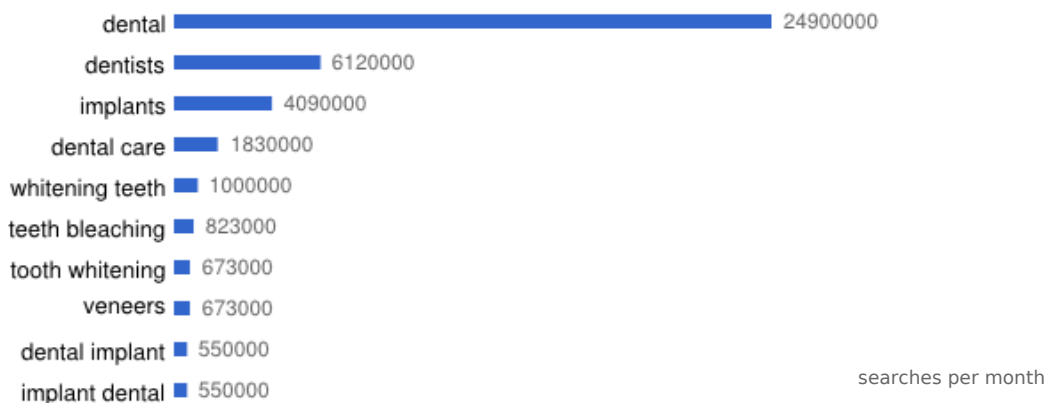 dental 24900000
dentists 6120000
implants 4090000
dental care 1830000
whitening teeth 1000000
teeth bleaching 823000
tooth whitening 673000
veneers 673000
dental implant 550000
implant dental 550000
searches per month